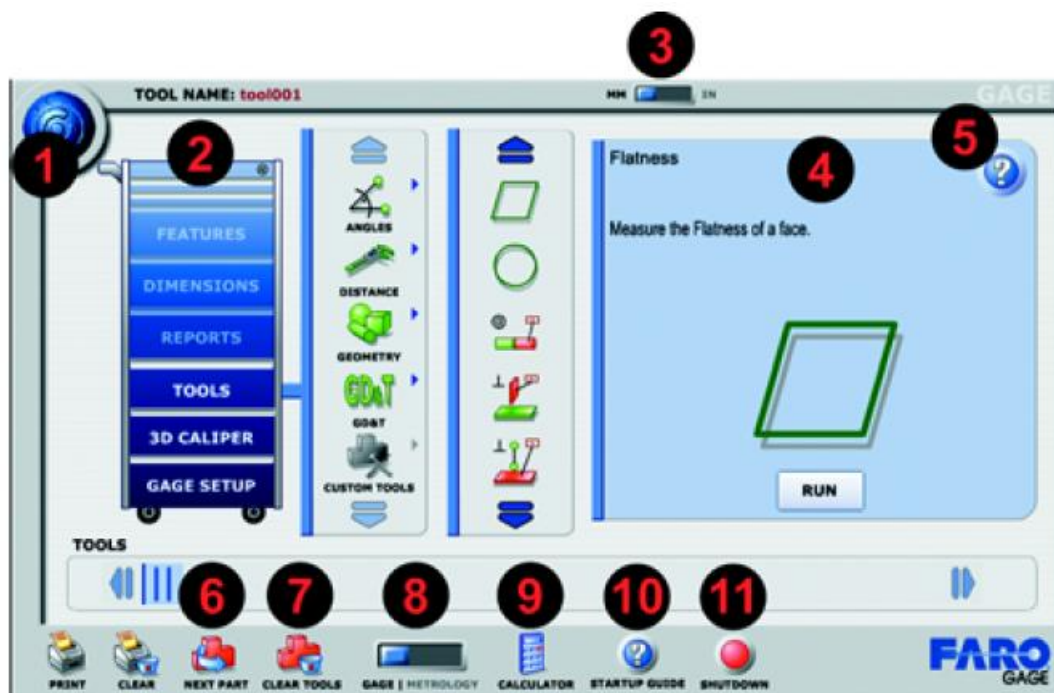 3
TOOL NAME: tool001
MM IN
GAGE
1
2
4
5
FEATURES
DIMENSIONS
REPORTS
TOOLS
3D CALIPER
GAGE SETUP
ANGLES
DISTANCE
GEOMETRY
GD&T
GD&T
CUSTOM TOOLS
Flatness
Measure the Flatness of a face.
RUN
TOOLS
6
7
8
9
10
11
PRINT
CLEAR
NEXT PART
CLEAR TOOLS
GAGE | METROLOGY
CALCULATOR
STARTUP GUIDE
SHUTDOWN
FARO
GAGE